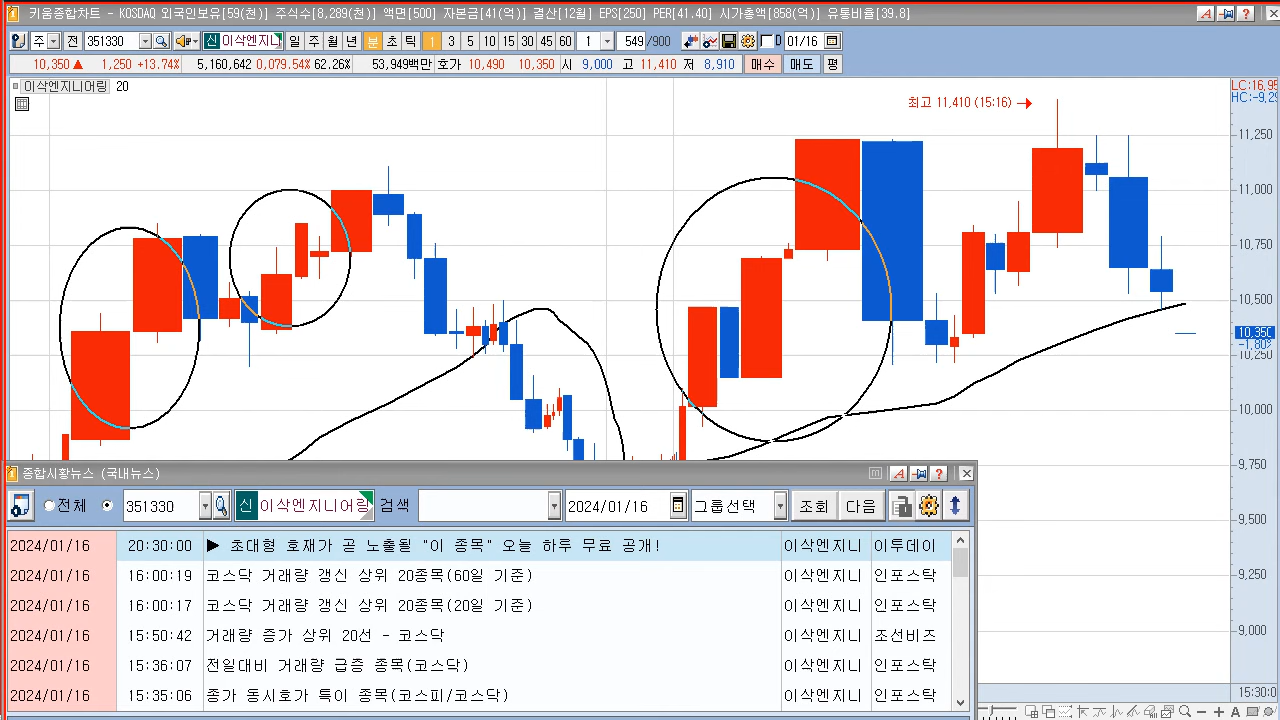 키움종합차트 - KOSDAQ 외국인보유[59(천)] 주식수[8,289(천)] 액면[500] 자본금[41(억)] 결산[12월] EPS[250] PER[41.40] 시가총액[858(억)] 유통비율[39.8]
주 전 351330 신 이삭엔지니 일 주 월 년 분 초 틱 1 3 5 10 15 30 45 60 1 549 /900 D 01/16
10,350 ▲ 1,250 +13.74% 5,160,642 0,079.54% 62.26% 53,949백만 호가 10,490 10,350 시 9,000 고 11,410 저 8,910 매수 매도 평
이삭엔지니어링 20
LC:16,95
HC:-9,29
최고 11,410 (15:16) →
11,250
11,000
10,750
10,500
10,350
10,250
10,000
9,750
9,500
9,250
9,000
15:30:0
종합시황뉴스 (국내뉴스)
전체 351330 신 이삭엔지니어링 검색 2024/01/16 그룹선택 조회 다음
2024/01/16 20:30:00 ▶ 초대형 호재가 곧 노출될 "이 종목" 오늘 하루 무료 공개! 이삭엔지니 이투데이
2024/01/16 16:00:19 코스닥 거래량 갱신 상위 20종목(60일 기준) 이삭엔지니 인포스탁
2024/01/16 16:00:17 코스닥 거래량 갱신 상위 20종목(20일 기준) 이삭엔지니 인포스탁
2024/01/16 15:50:42 거래량 증가 상위 20선 - 코스닥 이삭엔지니 조선비즈
2024/01/16 15:36:07 전일대비 거래량 급증 종목(코스닥) 이삭엔지니 인포스탁
2024/01/16 15:35:06 종가 동시호가 특이 종목(코스피/코스닥) 이삭엔지니 인포스탁